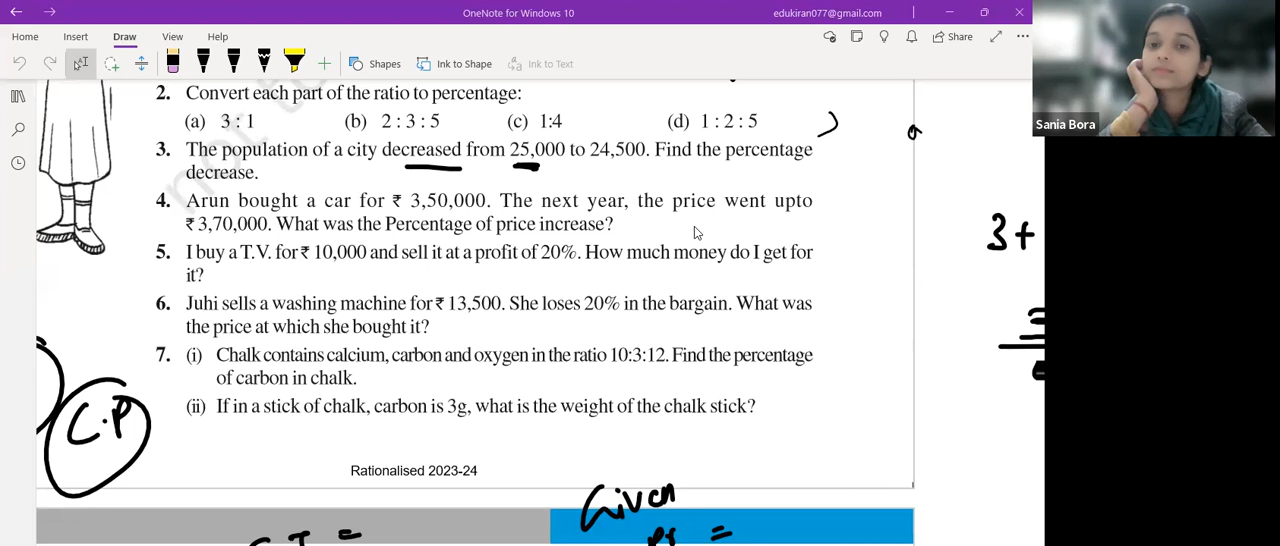 OneNote for Windows 10
edukiran077@gmail.com
Home Insert Draw View Help
Share
Shapes Ink to Shape Ink to Text
Sania Bora
2. Convert each part of the ratio to percentage:
(a) 3 : 1 (b) 2 : 3 : 5 (c) 1:4 (d) 1 : 2 : 5
3. The population of a city decreased from 25,000 to 24,500. Find the percentage
decrease.
4. Arun bought a car for ₹ 3,50,000. The next year, the price went upto
₹ 3,70,000. What was the Percentage of price increase?
5. I buy a T.V. for ₹ 10,000 and sell it at a profit of 20%. How much money do I get for
it?
6. Juhi sells a washing machine for ₹ 13,500. She loses 20% in the bargain. What was
the price at which she bought it?
7. (i) Chalk contains calcium, carbon and oxygen in the ratio 10:3:12. Find the percentage
of carbon in chalk.
(ii) If in a stick of chalk, carbon is 3g, what is the weight of the chalk stick?
3+
C.P
Rationalised 2023-24
Given